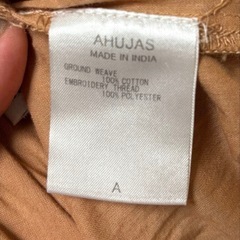 AHUJAS
MADE IN INDIA
GROUND WEAVE
100% COTTON
EMBROIDERY THREAD
100% POLYESTER
A